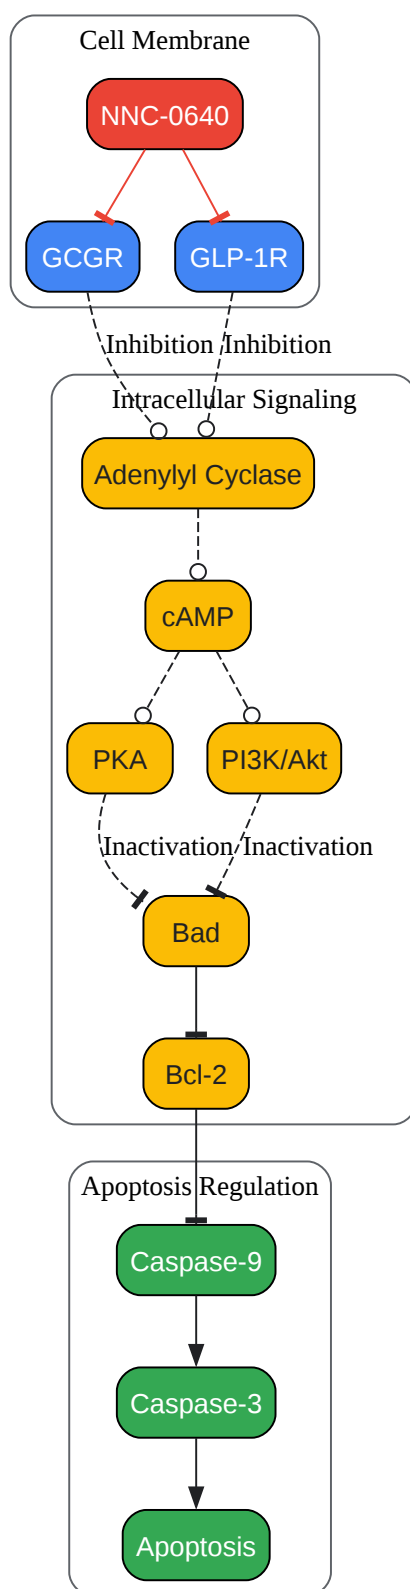 Cell Membrane
NNC-0640
GCGR
GLP-1R
Inhibition
Inhibition
Intracellular Signaling
Adenylyl Cyclase
cAMP
PKA
PI3K/Akt
Inactivation
Inactivation
Bad
Bcl-2
Apoptosis Regulation
Caspase-9
Caspase-3
Apoptosis